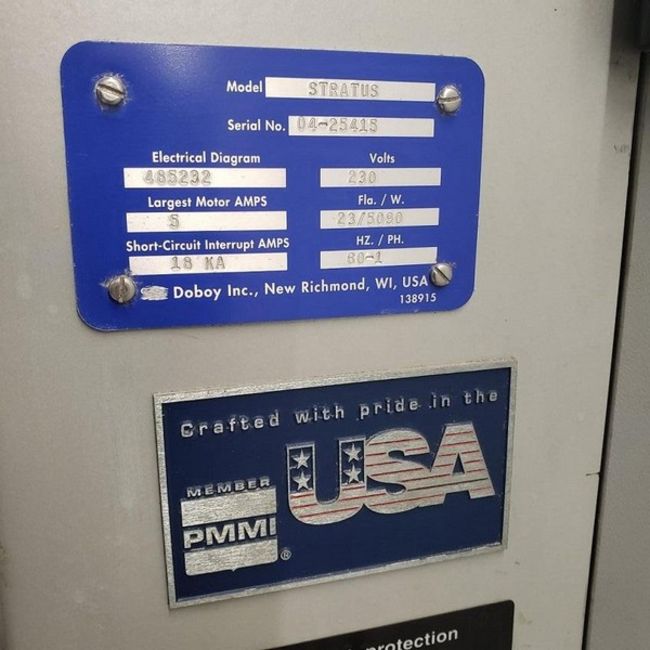 Model STRATUS
Serial No. 04-25415
Electrical Diagram Volts
485232 230
Largest Motor AMPS Fla. / W.
5 23/5090
Short-Circuit Interrupt AMPS HZ. / PH.
18 KA 60-1
Doboy Inc., New Richmond, WI, USA
138915
Crafted with pride in the
USA
MEMBER
PMMI
®
protection